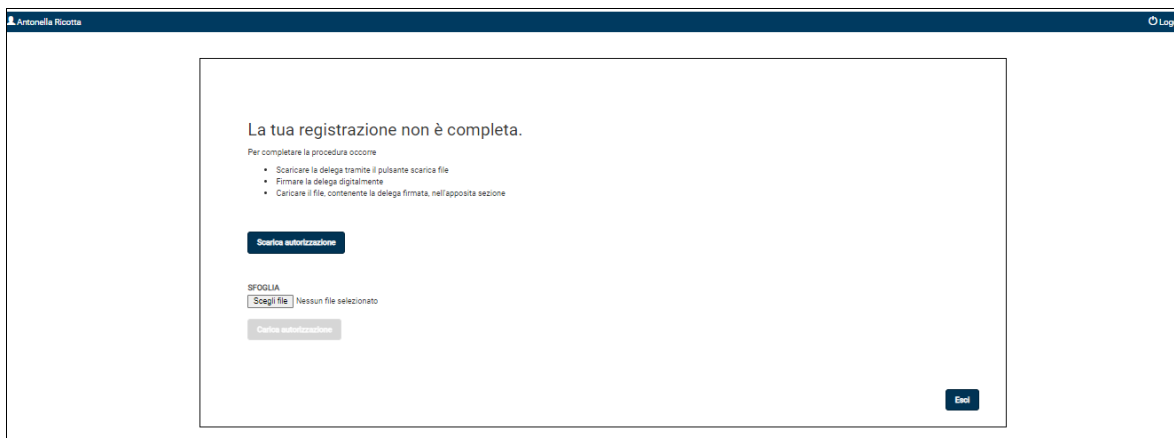 Antonella Ricotta
Log
La tua registrazione non è completa.
Per completare la procedura occorre
• Scaricare la delega tramite il pulsante scarica file
• Firmare la delega digitalmente
• Caricare il file, contenente la delega firmata, nell'apposita sezione
Scarica autorizzazione
SFOGLIA
Scegli file Nessun file selezionato
Carica autorizzazione
Esci